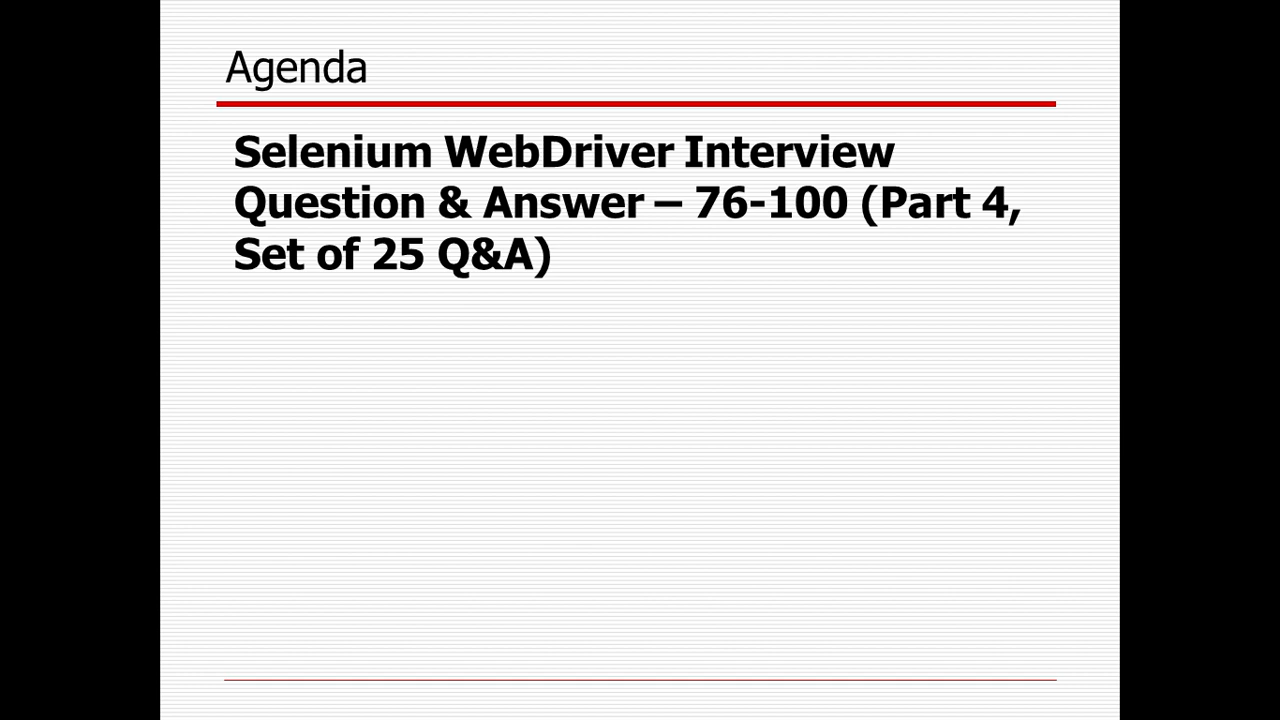 Agenda
Selenium WebDriver Interview
Question & Answer – 76-100 (Part 4,
Set of 25 Q&A)